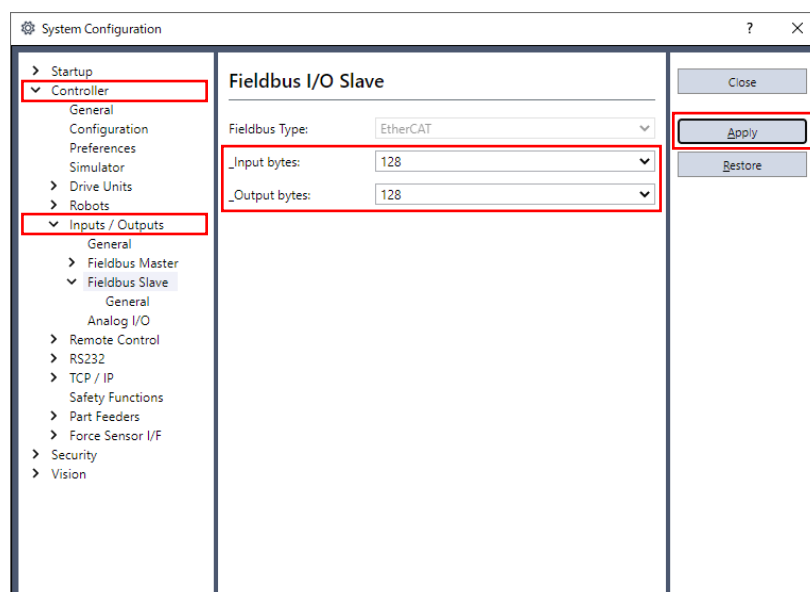 System Configuration
?
Startup
Controller
General
Configuration
Preferences
Simulator
Drive Units
Robots
Inputs / Outputs
General
Fieldbus Master
Fieldbus Slave
General
Analog I/O
Remote Control
RS232
TCP / IP
Safety Functions
Part Feeders
Force Sensor I/F
Security
Vision
Fieldbus I/O Slave
Fieldbus Type: EtherCAT
_Input bytes: 128
_Output bytes: 128
Close
Apply
Restore